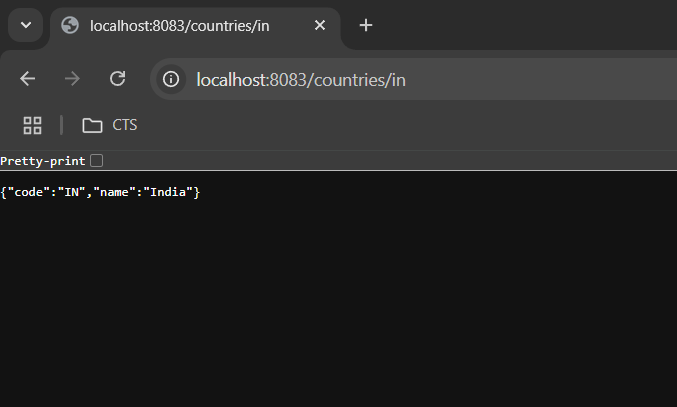 localhost:8083/countries/in
localhost:8083/countries/in
CTS
Pretty-print
{"code":"IN","name":"India"}